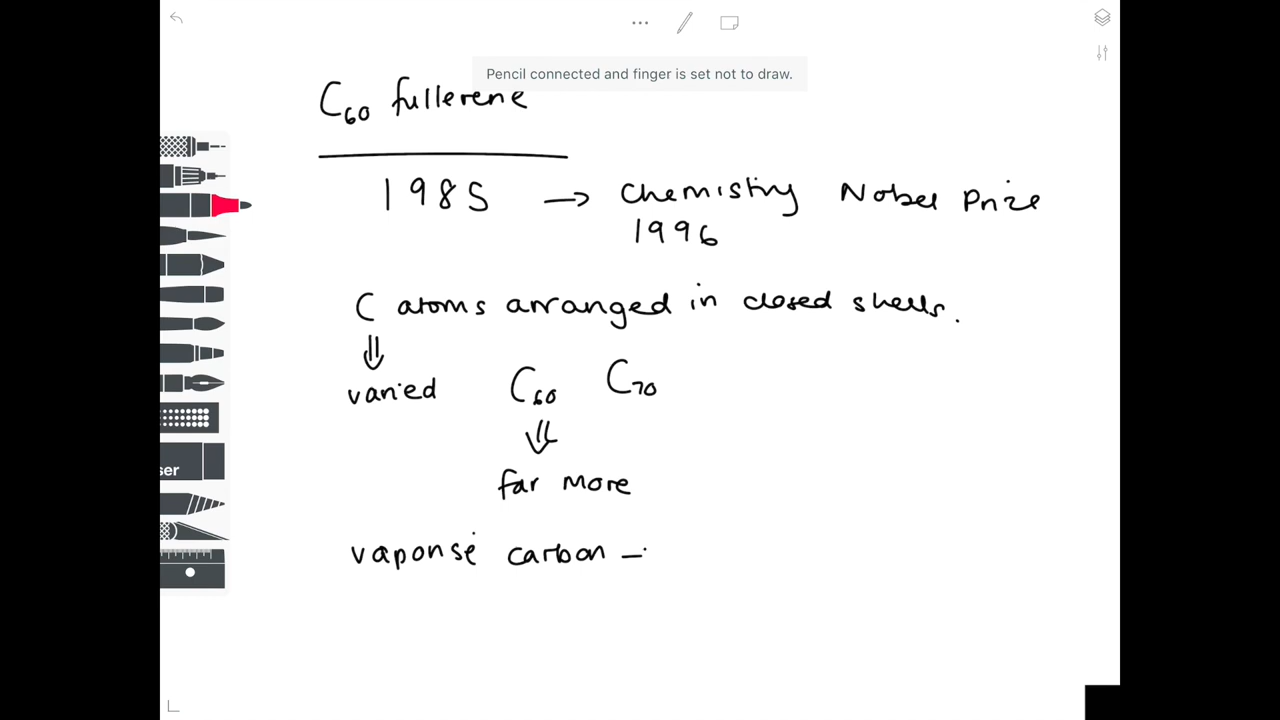 Pencil connected and finger is set not to draw.
C60 fullerene
1985 → Chemistry Nobel Prize
1996
C atoms arranged in closed shells.
⇓
varied C60 C70
⇓
far more
vaporise carbon –
ser